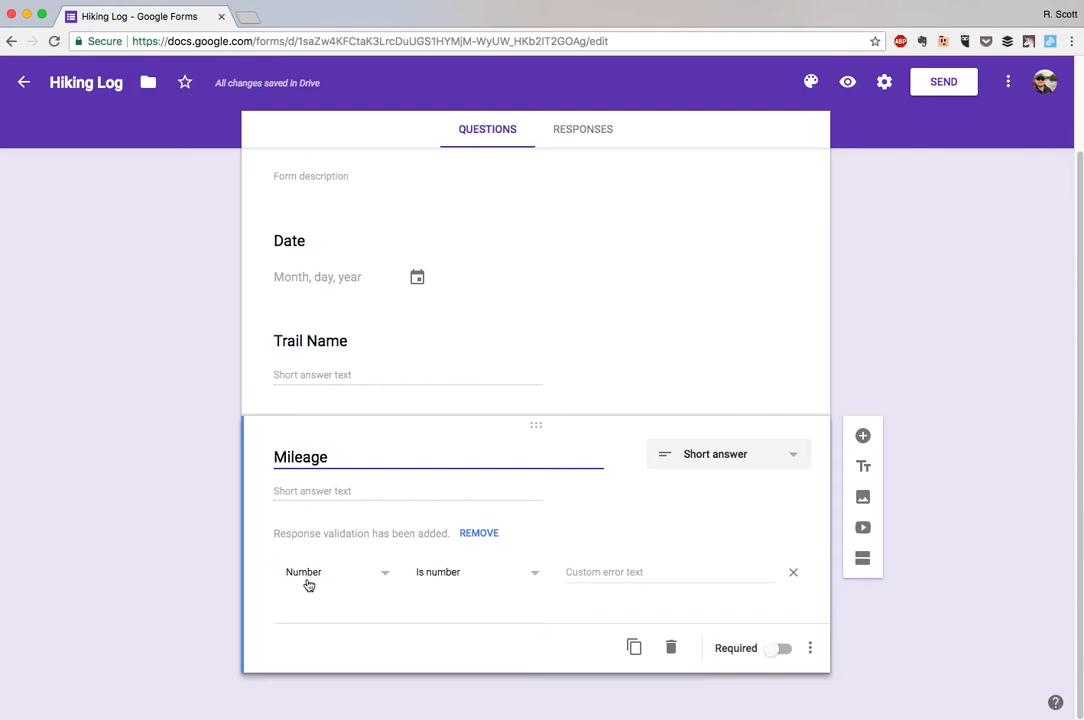 Hiking Log - Google Forms
R. Scott
Secure https://docs.google.com/forms/d/1saZw4KFCtaK3LrcDuUGS1HYMjM-WyUW_HKb2IT2GOAg/edit
ABP
Hiking Log All changes saved in Drive SEND
QUESTIONS RESPONSES
Form description
Date
Month, day, year
Trail Name
Short answer text
Mileage Short answer
Short answer text
Response validation has been added. REMOVE
Number Is number Custom error text
Required